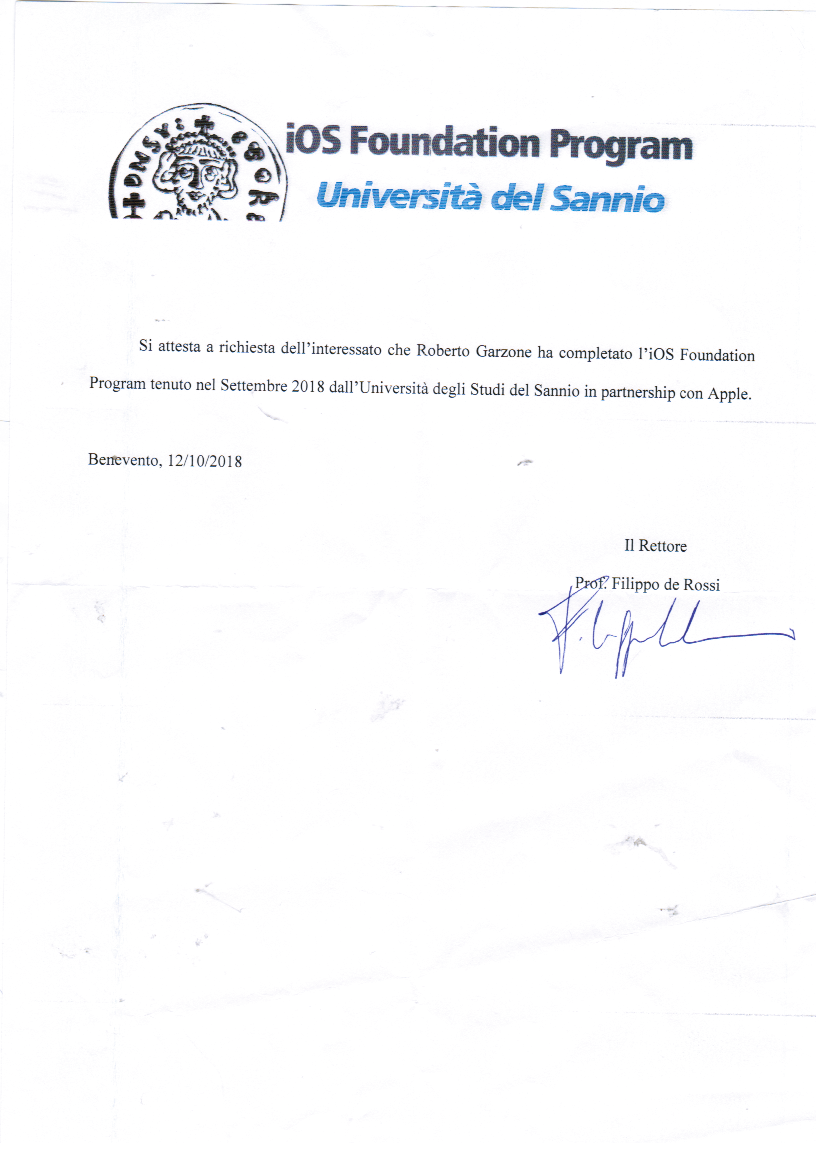 iOS Foundation Program
Università del Sannio
Si attesta a richiesta dell'interessato che Roberto Garzone ha completato l'iOS Foundation
Program tenuto nel Settembre 2018 dall'Università degli Studi del Sannio in partnership con Apple.
Benevento, 12/10/2018
Il Rettore
Prof. Filippo de Rossi